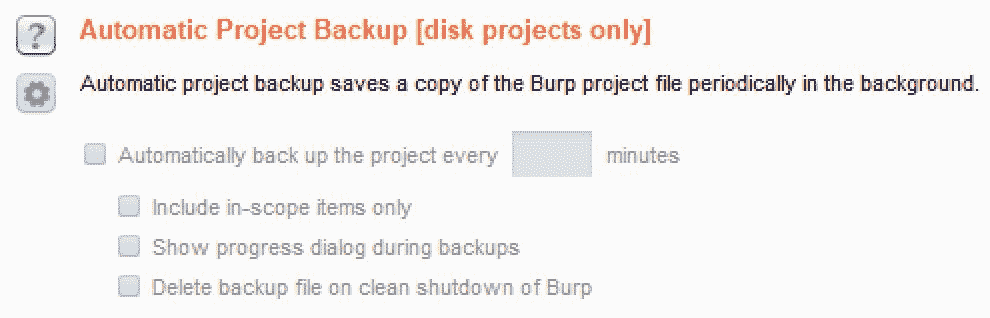 ?
Automatic Project Backup [disk projects only]
Automatic project backup saves a copy of the Burp project file periodically in the background.
Automatically back up the project every minutes
Include in-scope items only
Show progress dialog during backups
Delete backup file on clean shutdown of Burp